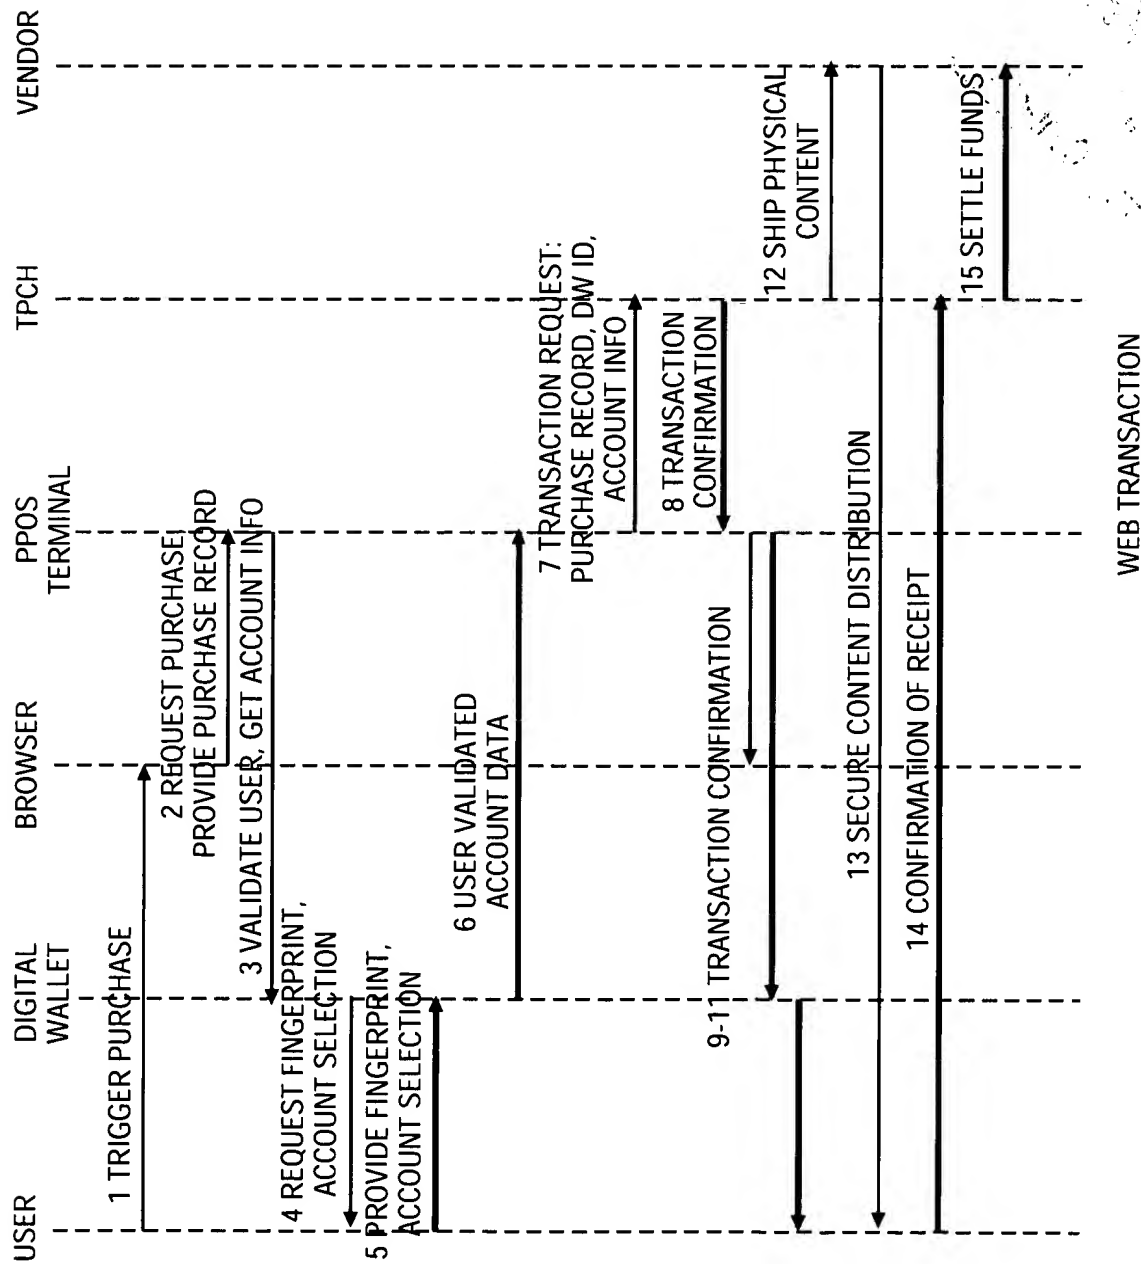 USER
DIGITAL
WALLET
BROWSER
PPOS
TERMINAL
TPCH
VENDOR
1 TRIGGER PURCHASE
2 REQUEST PURCHASE,
PROVIDE PURCHASE RECORD
3 VALIDATE USER, GET ACCOUNT INFO
4 REQUEST FINGERPRINT,
ACCOUNT SELECTION
5 PROVIDE FINGERPRINT,
ACCOUNT SELECTION
6 USER VALIDATED
ACCOUNT DATA
7 TRANSACTION REQUEST:
PURCHASE RECORD, DW ID,
ACCOUNT INFO
8 TRANSACTION
CONFIRMATION
9-11 TRANSACTION CONFIRMATION
12 SHIP PHYSICAL
CONTENT
13 SECURE CONTENT DISTRIBUTION
14 CONFIRMATION OF RECEIPT
15 SETTLE FUNDS
WEB TRANSACTION